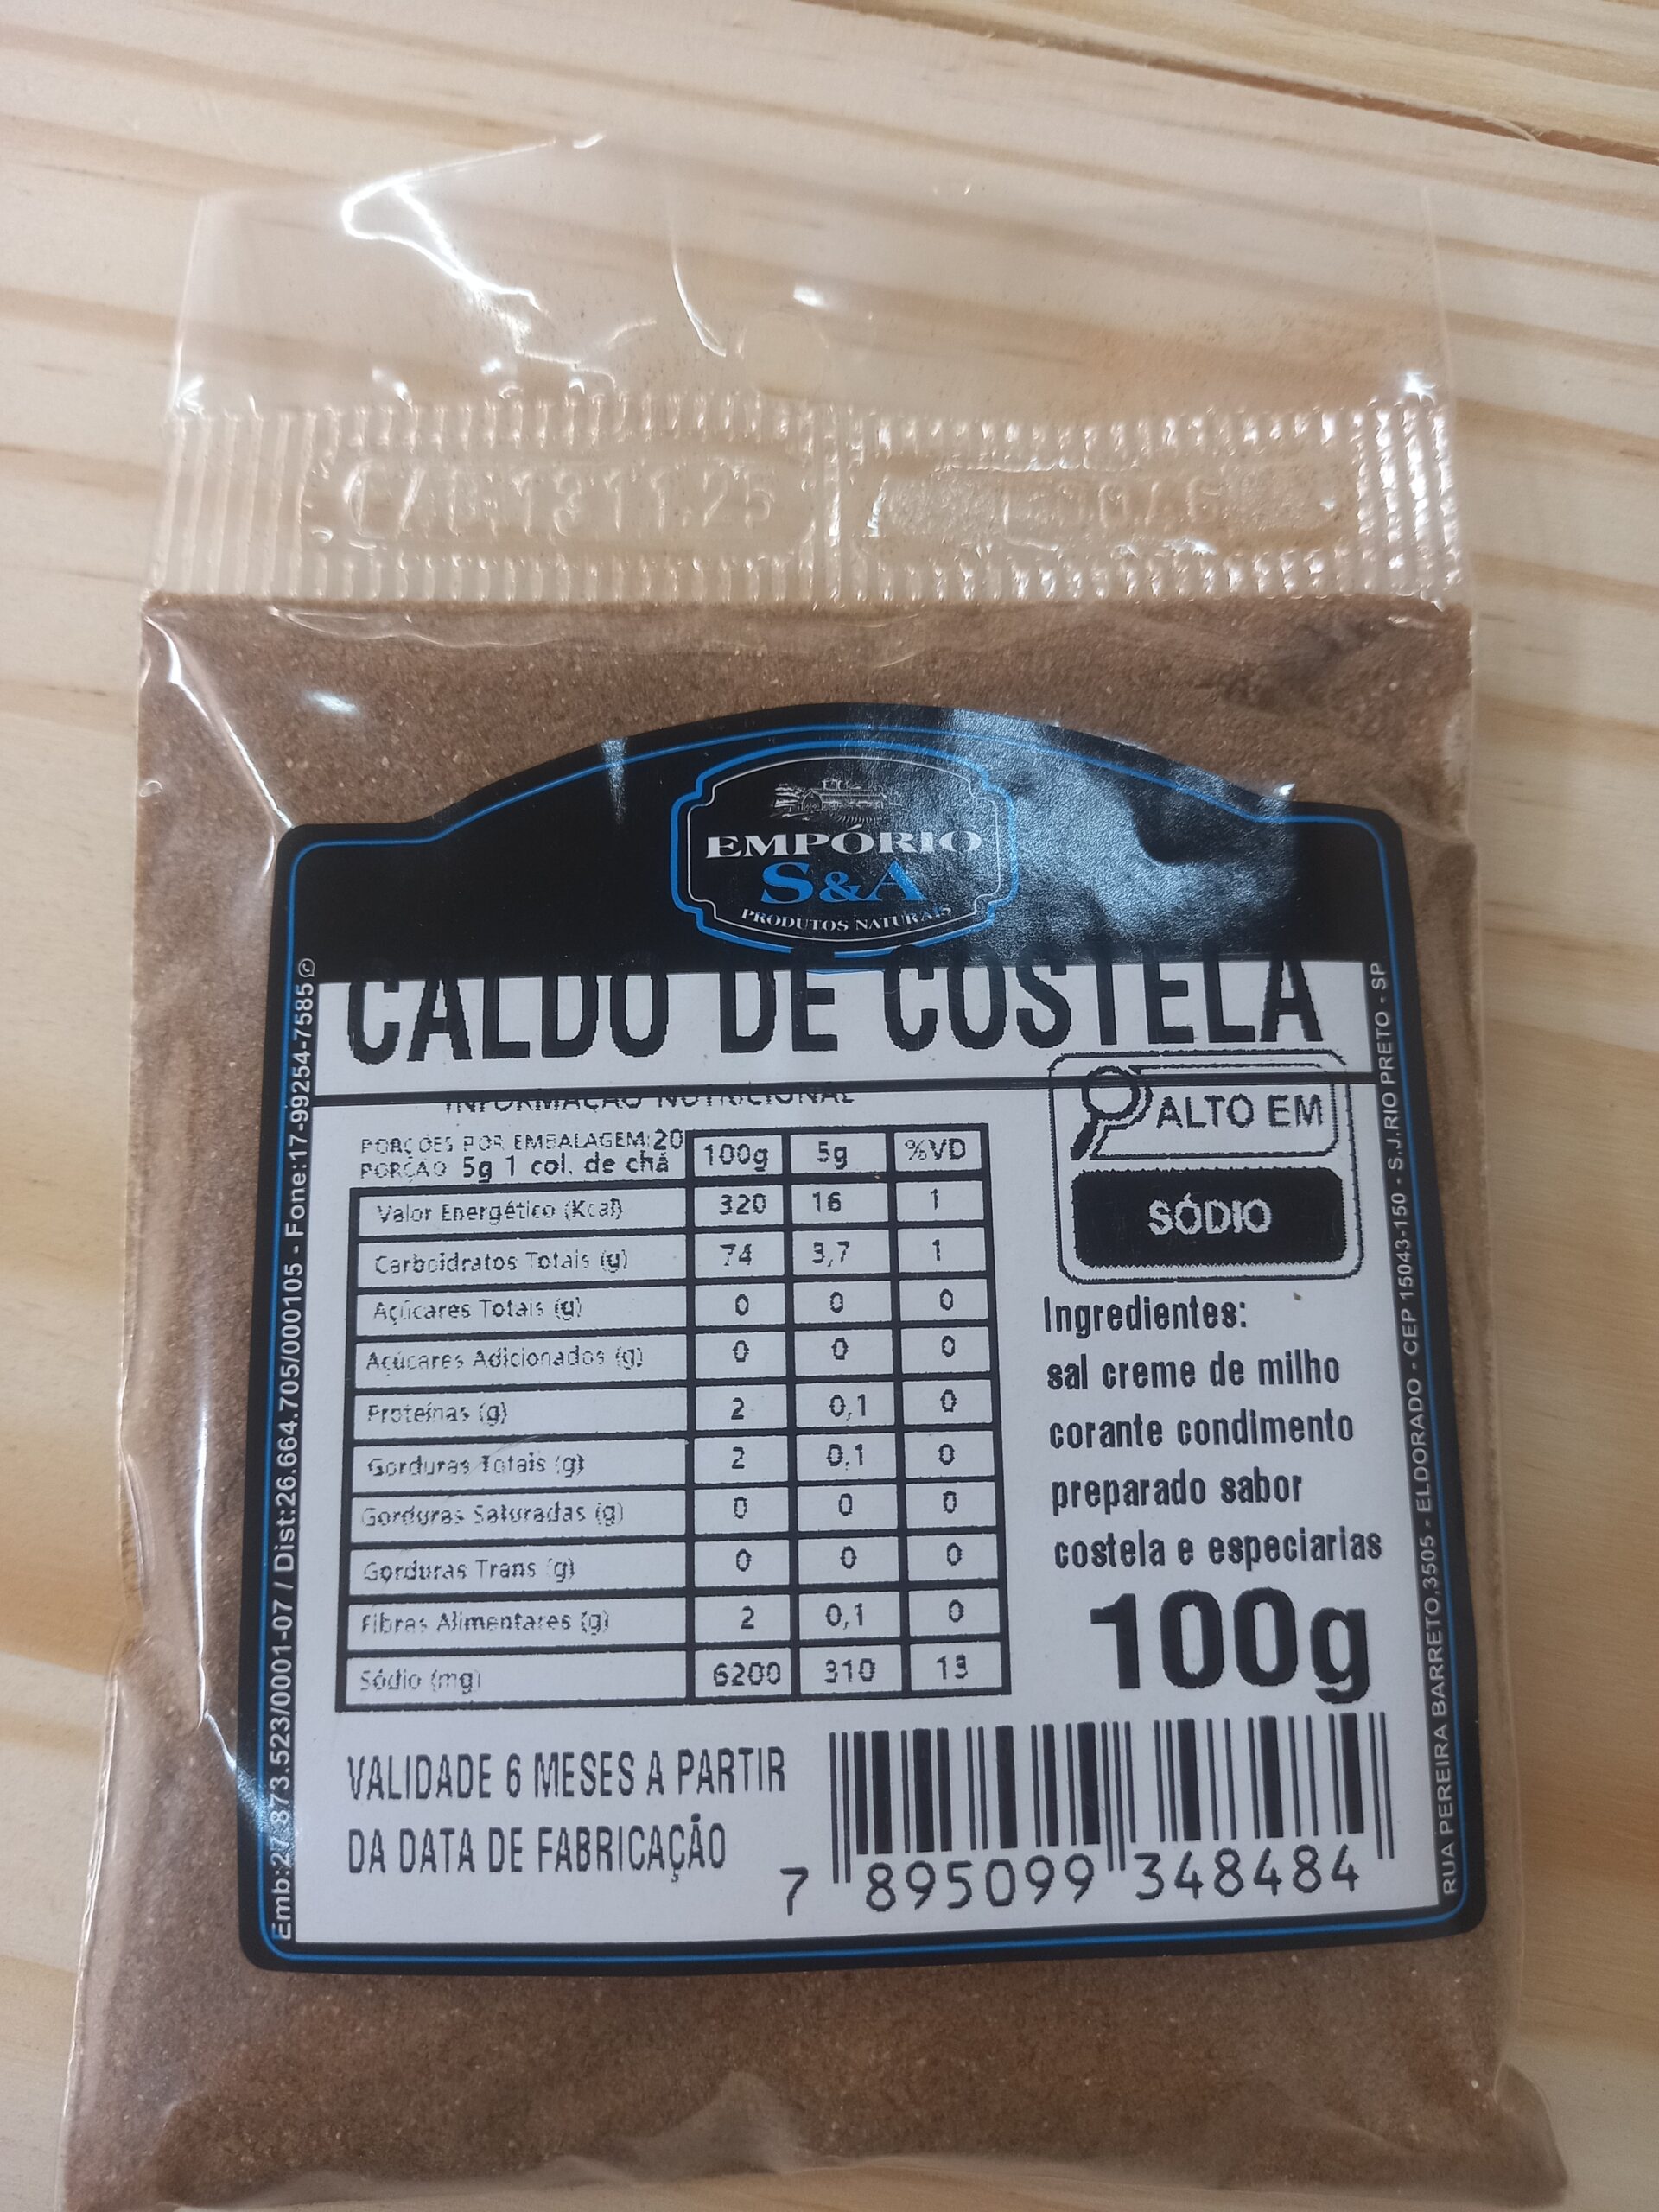 13.11.25
EMPÓRIO
S&A
PRODUTOS NATURAIS
CALDO DE COSTELA
INFORMAÇÃO NUTRICIONAL
PORÇÕES POR EMBALAGEM:20
PORÇÃO 5g 1 col. de chá
100g 5g %VD
Valor Energético (Kcal) 320 16 1
Carboidratos Totais (g) 74 3,7 1
Açúcares Totais (g) 0 0 0
Açúcares Adicionados (g) 0 0 0
Proteínas (g) 2 0,1 0
Gorduras Totais (g) 2 0,1 0
Gorduras Saturadas (g) 0 0 0
Gorduras Trans (g) 0 0 0
Fibras Alimentares (g) 2 0,1 0
Sódio (mg) 6200 310 13
ALTO EM
SÓDIO
Ingredientes:
sal creme de milho
corante condimento
preparado sabor
costela e especiarias
100g
VALIDADE 6 MESES A PARTIR
DA DATA DE FABRICAÇÃO
7 895099 348484
Emb:27.873.523/0001-07 / Dist:26.664.705/000105 - Fone:17-99254-7585
RUA PEREIRA BARRETO.3505 - ELDORADO - CEP 15043-150 - S.J.RIO PRETO - SP